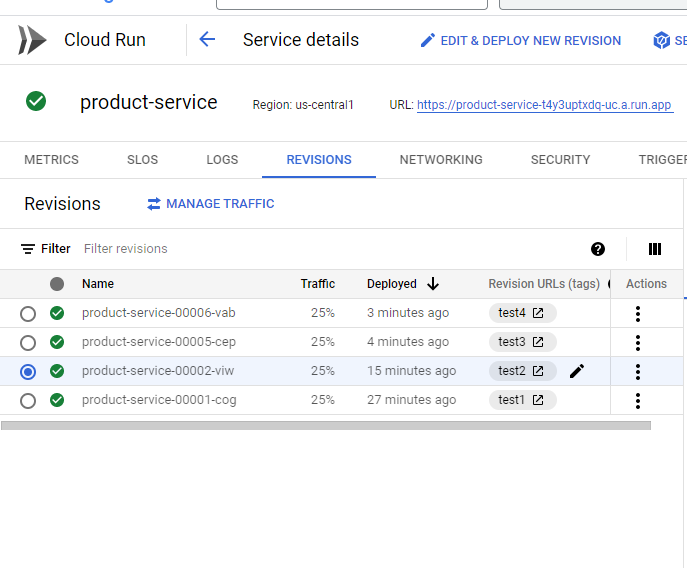 Cloud Run
Service details
EDIT & DEPLOY NEW REVISION
SE
product-service
Region: us-central1
URL: https://product-service-t4y3uptxdq-uc.a.run.app
METRICS SLOS LOGS REVISIONS NETWORKING SECURITY TRIGGER
Revisions
MANAGE TRAFFIC
Filter Filter revisions
Name Traffic Deployed Revision URLs (tags) Actions
product-service-00006-vab 25% 3 minutes ago test4
product-service-00005-cep 25% 4 minutes ago test3
product-service-00002-viw 25% 15 minutes ago test2
product-service-00001-cog 25% 27 minutes ago test1